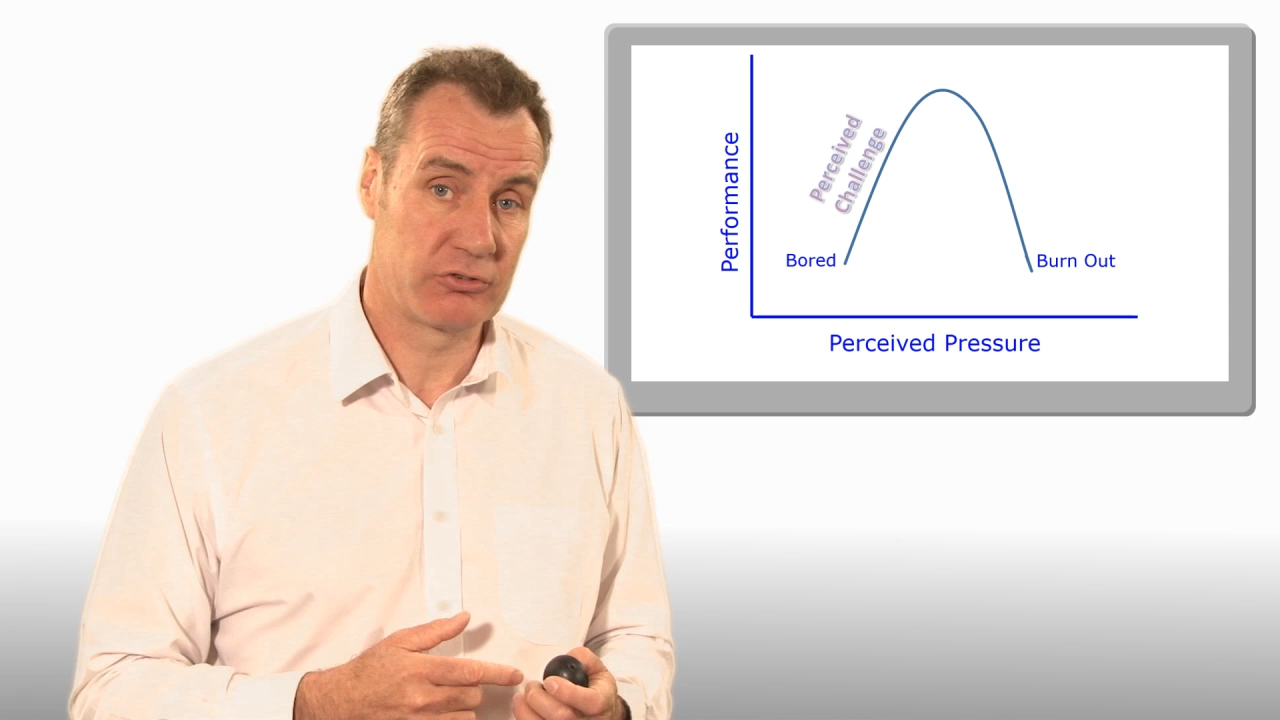 Performance
Perceived
Challenge
Bored
Burn Out
Perceived Pressure